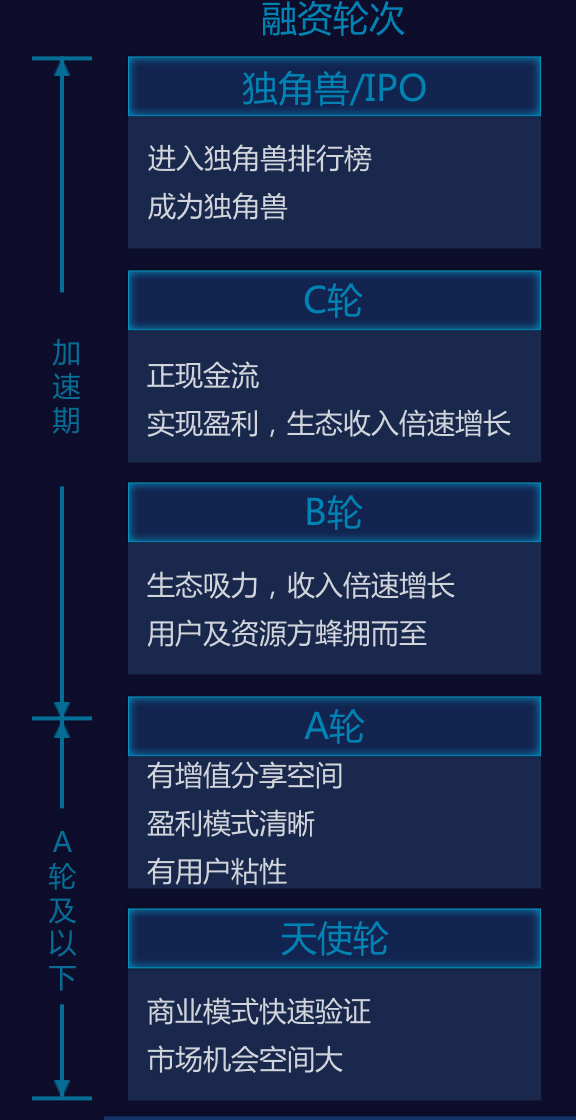 融资轮次
独角兽/IPO
进入独角兽排行榜
成为独角兽
加速期
C轮
正现金流
实现盈利，生态收入倍速增长
B轮
生态吸力，收入倍速增长
用户及资源方蜂拥而至
A轮及以下
A轮
有增值分享空间
盈利模式清晰
有用户粘性
天使轮
商业模式快速验证
市场机会空间大